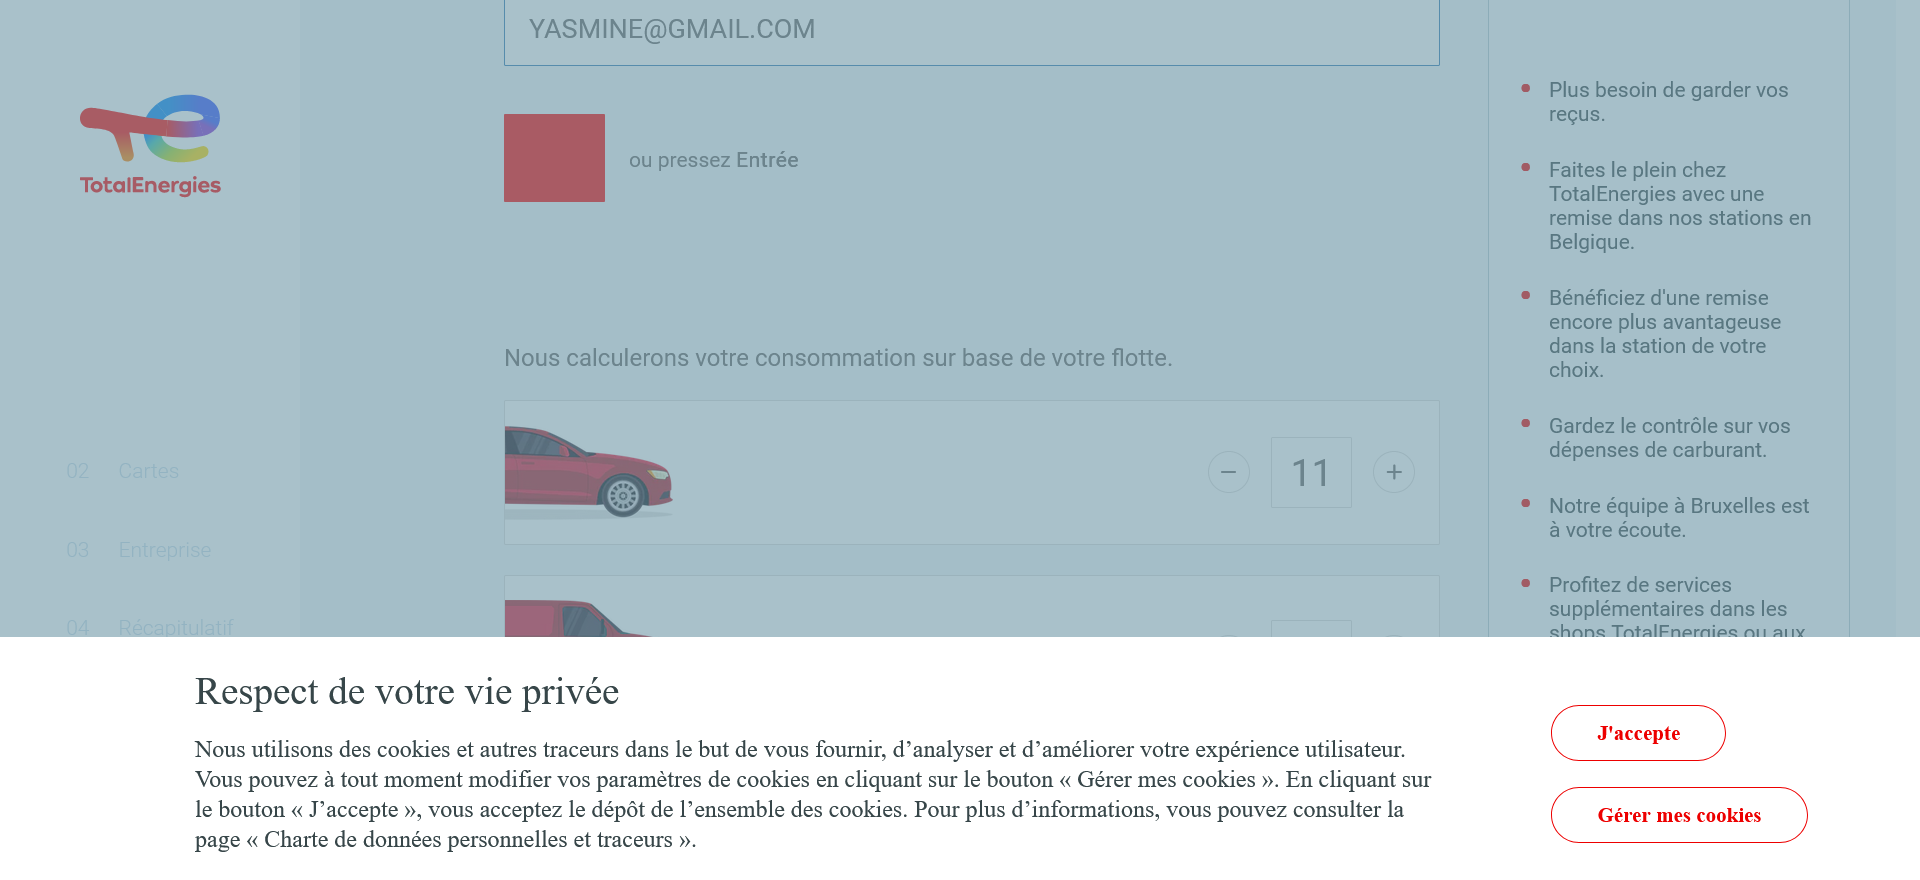 YASMINE@GMAIL.COM
TotalEnergies
ou pressez Entrée
Nous calculerons votre consommation sur base de votre flotte.
11
02 Cartes
03 Entreprise
04 Récapitulatif
Plus besoin de garder vos
reçus.
Faites le plein chez
TotalEnergies avec une
remise dans nos stations en
Belgique.
Bénéficiez d'une remise
encore plus avantageuse
dans la station de votre
choix.
Gardez le contrôle sur vos
dépenses de carburant.
Notre équipe à Bruxelles est
à votre écoute.
Profitez de services
supplémentaires dans les
shops TotalEnergies ou aux
Respect de votre vie privée
Nous utilisons des cookies et autres traceurs dans le but de vous fournir, d’analyser et d’améliorer votre expérience utilisateur.
Vous pouvez à tout moment modifier vos paramètres de cookies en cliquant sur le bouton « Gérer mes cookies ». En cliquant sur
le bouton « J’accepte », vous acceptez le dépôt de l’ensemble des cookies. Pour plus d’informations, vous pouvez consulter la
page « Charte de données personnelles et traceurs ».
J'accepte
Gérer mes cookies